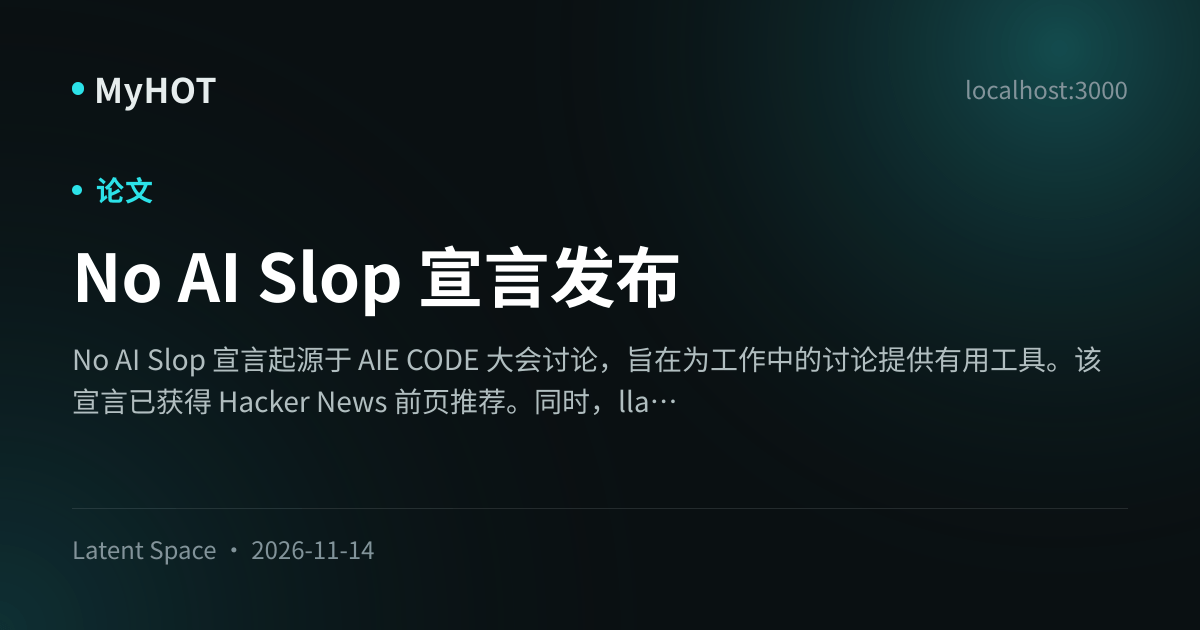 MyHOT
localhost:3000
论文
No AI Slop 宣言发布
No AI Slop 宣言起源于 AIE CODE 大会讨论，旨在为工作中的讨论提供有用工具。该
宣言已获得 Hacker News 前页推荐。同时，lla…
Latent Space • 2026-11-14